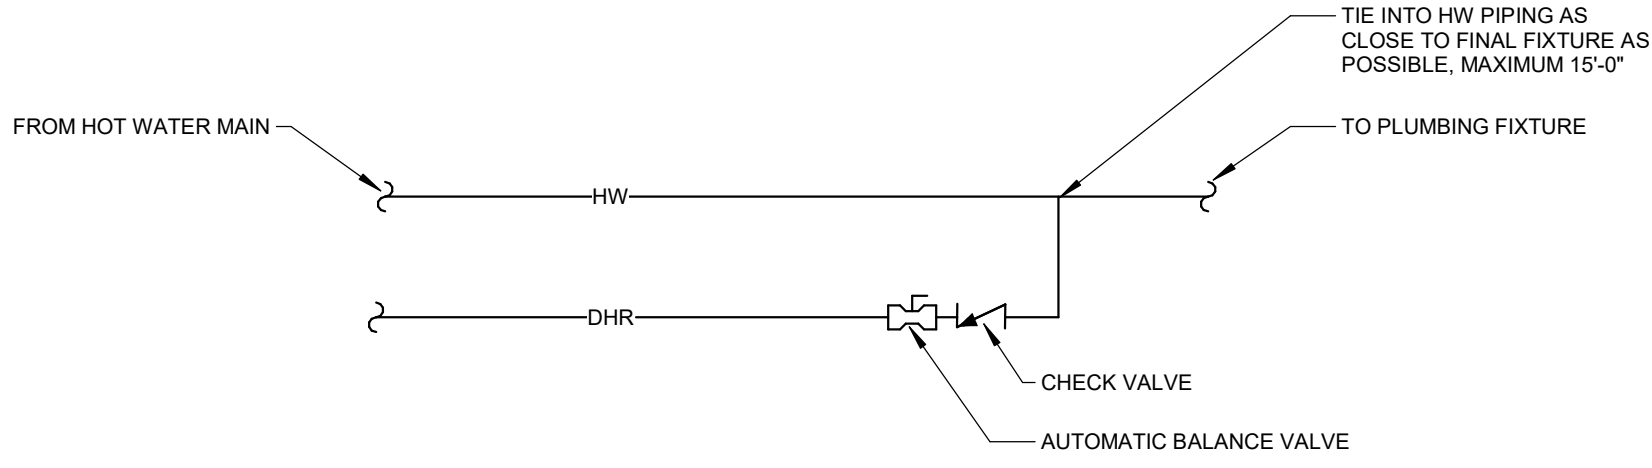 TIE INTO HW PIPING AS
CLOSE TO FINAL FIXTURE AS
POSSIBLE, MAXIMUM 15'-0"
FROM HOT WATER MAIN
TO PLUMBING FIXTURE
HW
DHR
CHECK VALVE
AUTOMATIC BALANCE VALVE